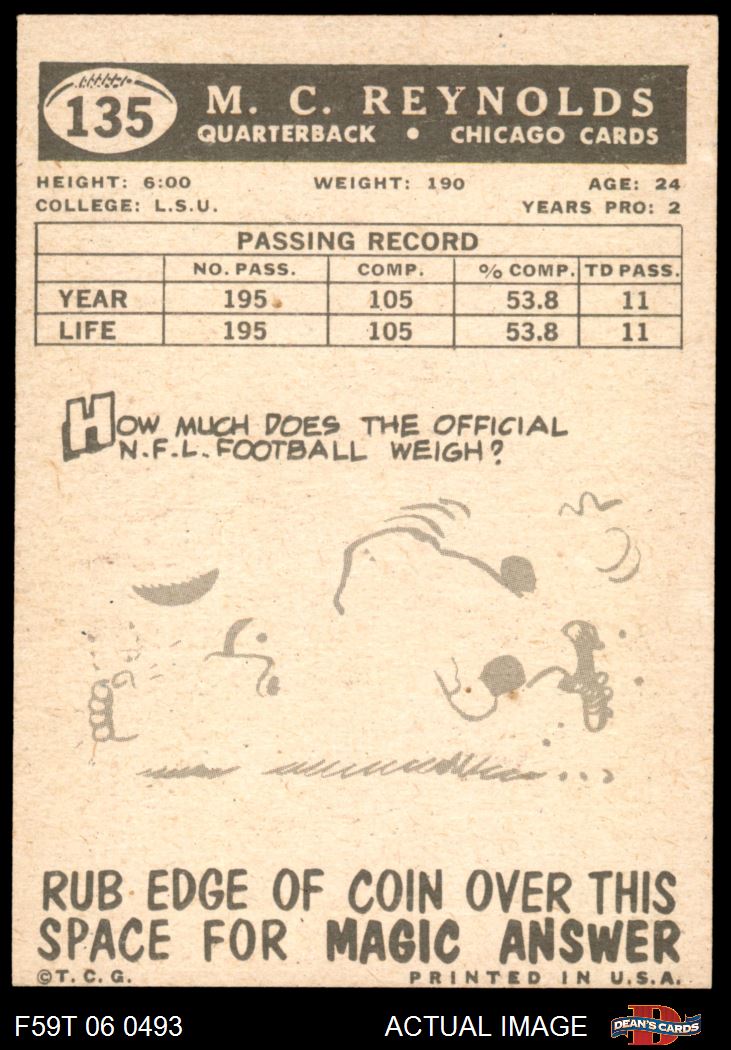 135
M. C. REYNOLDS
QUARTERBACK • CHICAGO CARDS
HEIGHT: 6:00 WEIGHT: 190 AGE: 24
COLLEGE: L.S.U. YEARS PRO: 2
PASSING RECORD
NO. PASS. COMP. % COMP. TD PASS.
YEAR 195 105 53.8 11
LIFE 195 105 53.8 11
HOW MUCH DOES THE OFFICIAL
N.F.L. FOOTBALL WEIGH?
RUB EDGE OF COIN OVER THIS
SPACE FOR MAGIC ANSWER
©T.C.G. PRINTED IN U.S.A.
F59T 06 0493 ACTUAL IMAGE D DEAN'S CARDS